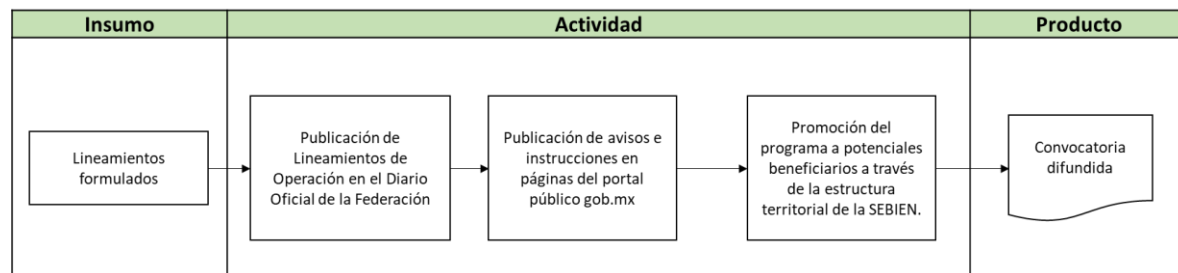 Insumo
Actividad
Producto
Lineamientos
formulados
Publicación de
Lineamientos de
Operación en el Diario
Oficial de la Federación
Publicación de avisos e
instrucciones en
páginas del portal
público gob.mx
Promoción del
programa a potenciales
beneficiarios a través
de la estructura
territorial de la SEBIEN.
Convocatoria
difundida